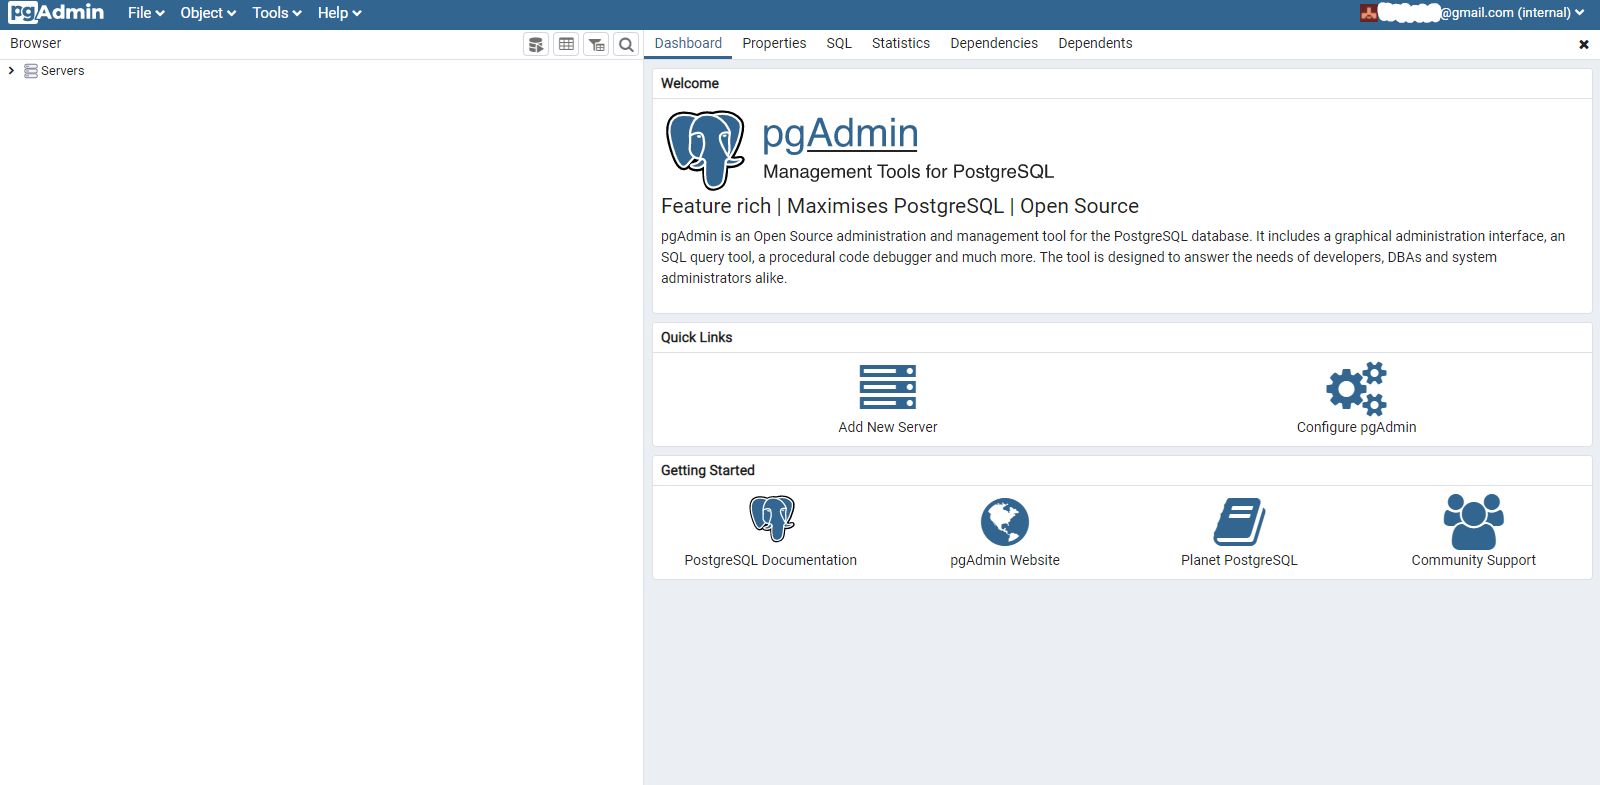 pgAdmin File Object Tools Help @gmail.com (internal)
Browser
Dashboard Properties SQL Statistics Dependencies Dependents
Servers
Welcome
pgAdmin
Management Tools for PostgreSQL
Feature rich | Maximises PostgreSQL | Open Source
pgAdmin is an Open Source administration and management tool for the PostgreSQL database. It includes a graphical administration interface, an
SQL query tool, a procedural code debugger and much more. The tool is designed to answer the needs of developers, DBAs and system
administrators alike.
Quick Links
Add New Server Configure pgAdmin
Getting Started
PostgreSQL Documentation pgAdmin Website Planet PostgreSQL Community Support